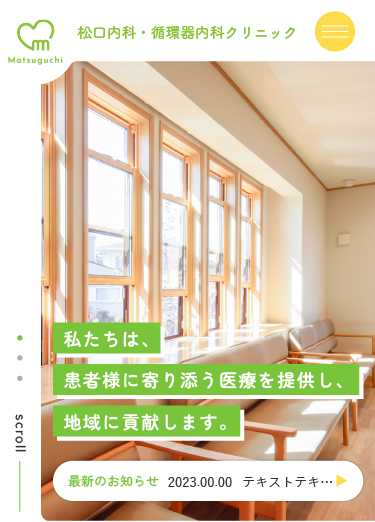 Matsuguchi
松口内科・循環器内科クリニック
私たちは、
患者様に寄り添う医療を提供し、
地域に貢献します。
scroll
最新のお知らせ 2023.00.00 テキストテキ…